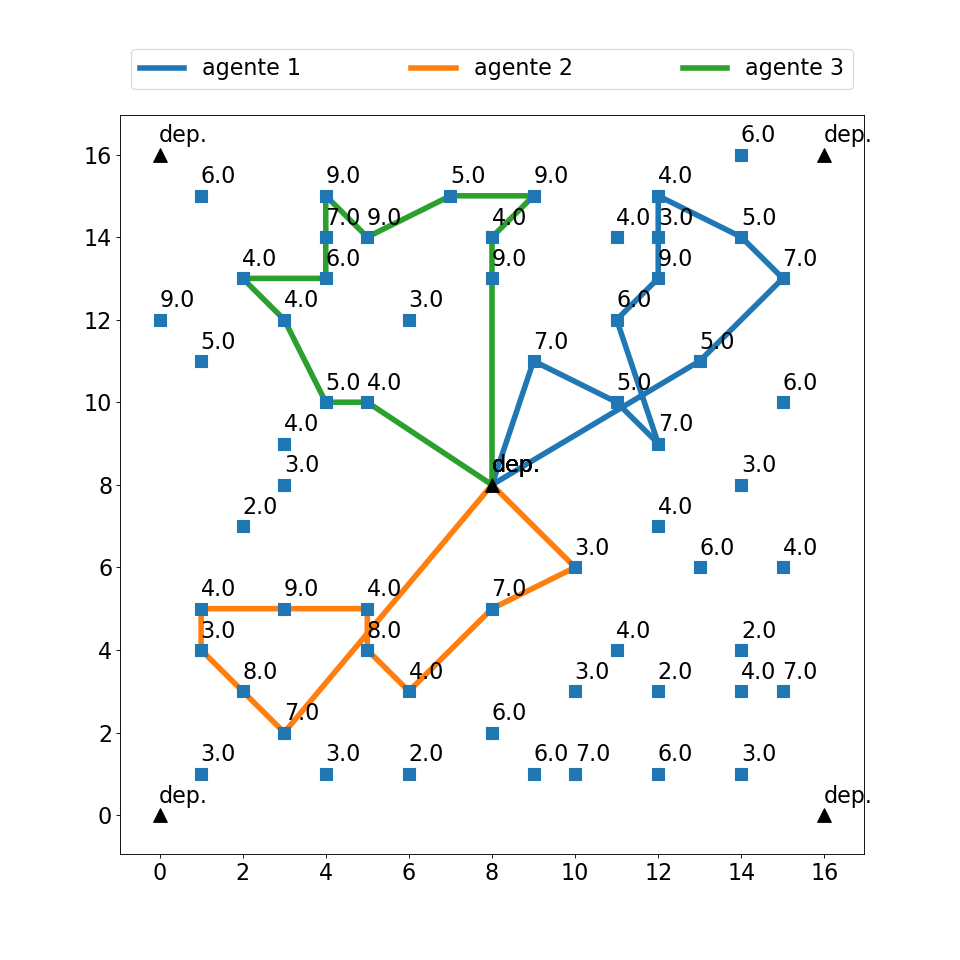 agente 1 agente 2 agente 3
dep. 6.0 dep.
16
6.0 9.0 5.0 9.0 4.0
7.0 9.0 4.0 4.0 3.0 5.0
14
4.0 6.0 9.0 9.0 7.0
9.0 4.0 3.0 6.0
12
5.0 7.0 5.0
5.0 4.0 5.0 6.0
10
4.0 7.0
3.0 dep. dep. 3.0
8
2.0 4.0
3.0 6.0 4.0
6
4.0 9.0 4.0 7.0
3.0 8.0 4.0 2.0
4
8.0 4.0 3.0 2.0 4.0 7.0
7.0 6.0
2
3.0 3.0 2.0 6.0 7.0 6.0 3.0
dep. dep.
0
0 2 4 6 8 10 12 14 16